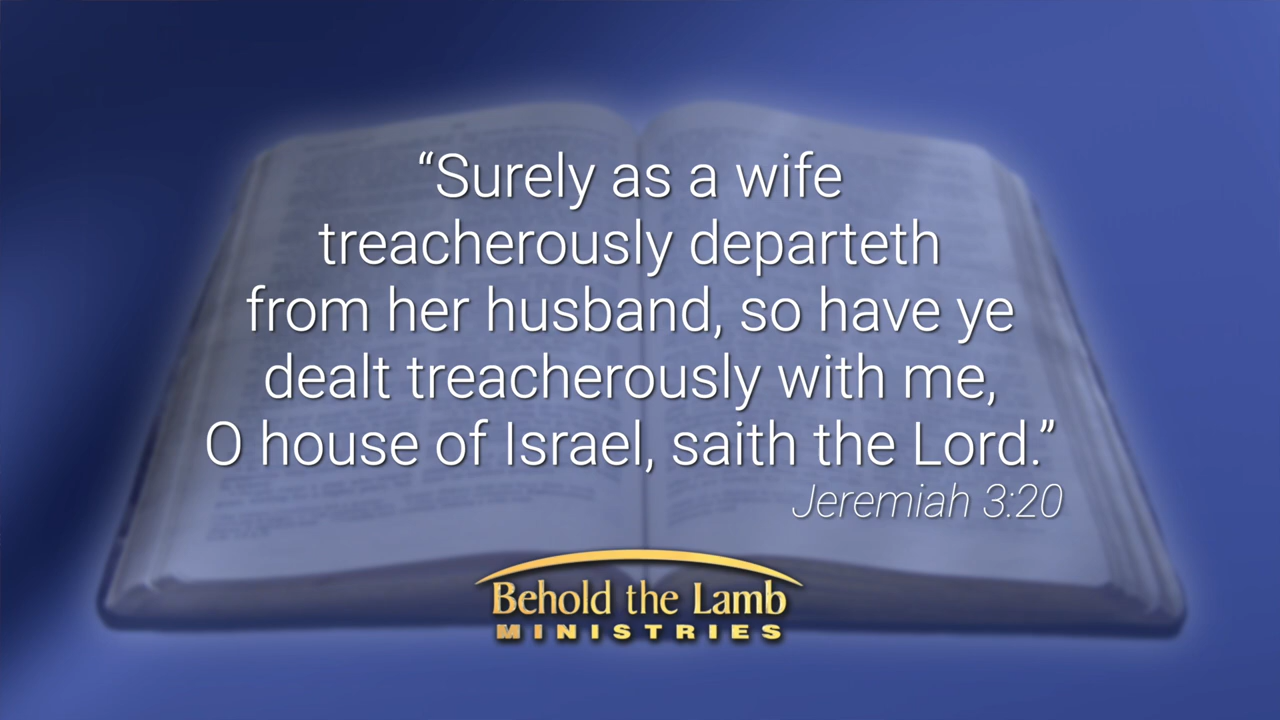 “Surely as a wife
treacherously departeth
from her husband, so have ye
dealt treacherously with me,
O house of Israel, saith the Lord.”
Jeremiah 3:20
Behold the Lamb
MINISTRIES